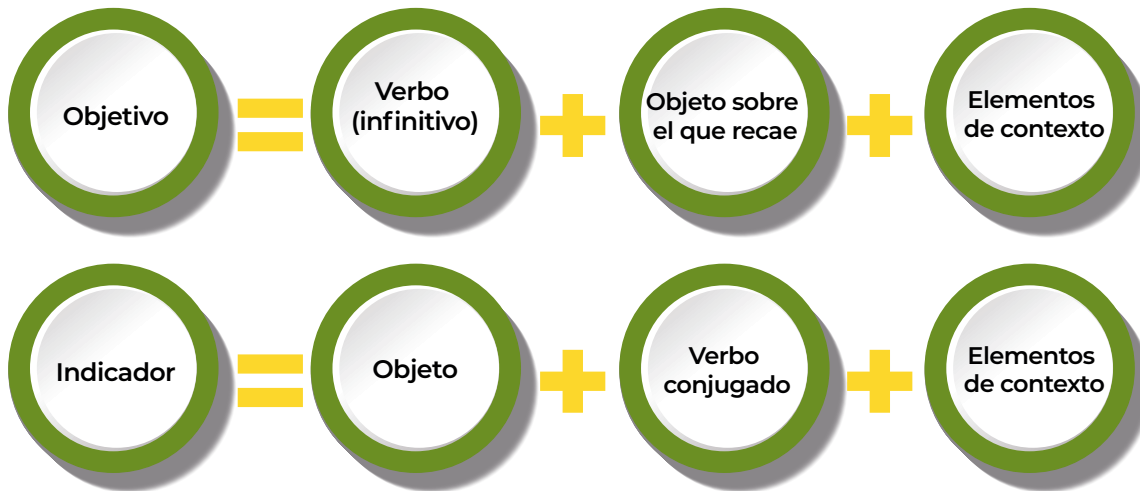 Objetivo
Verbo
(infinitivo)
Objeto sobre
el que recae
Elementos
de contexto
Indicador
Objeto
Verbo
conjugado
Elementos
de contexto